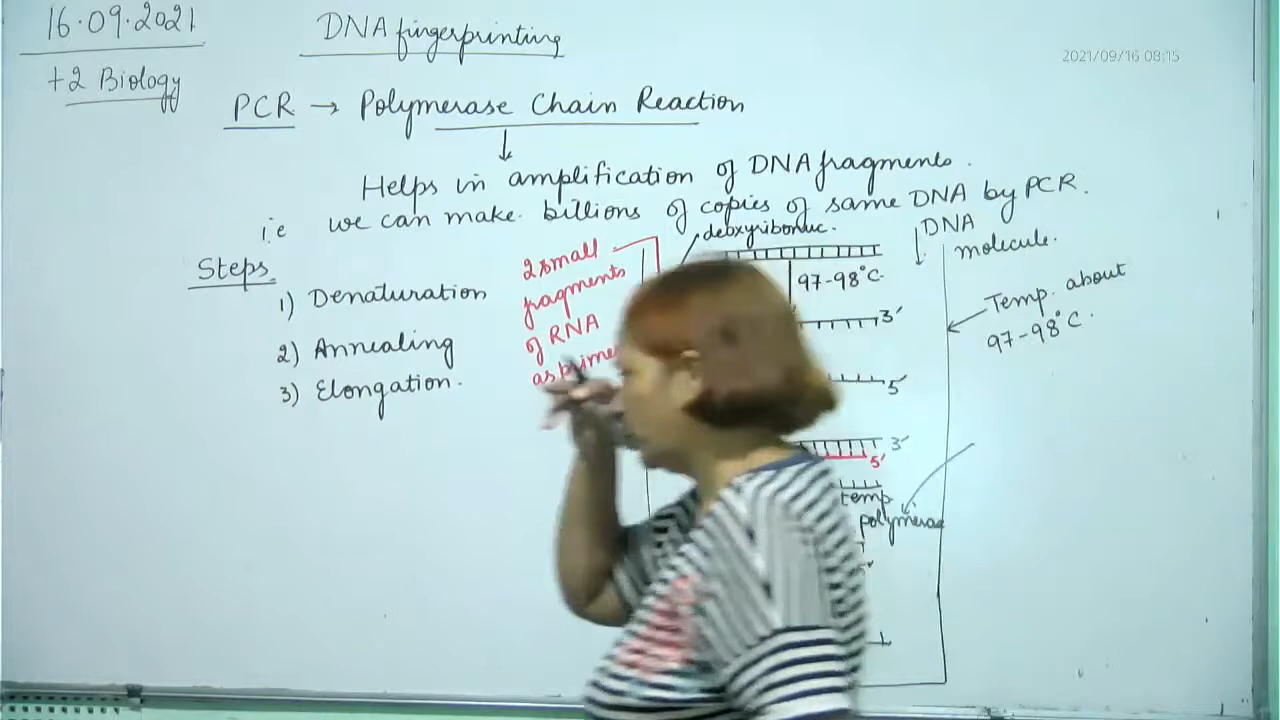 16.09.2021
DNA fingerprinting
2021/09/16 08:15
+2 Biology
PCR → Polymerase Chain Reaction
Helps in amplification of DNA fragments.
i.e we can make billions of copies of same DNA by PCR.
Steps
1) Denaturation
2) Annealing
3) Elongation.
2 small
fragments
of RNA
as
deoxyribonuc.
DNA
molecule.
97-98°C
Temp. about
97-98°C.
3'
5'
3'
5'
temp